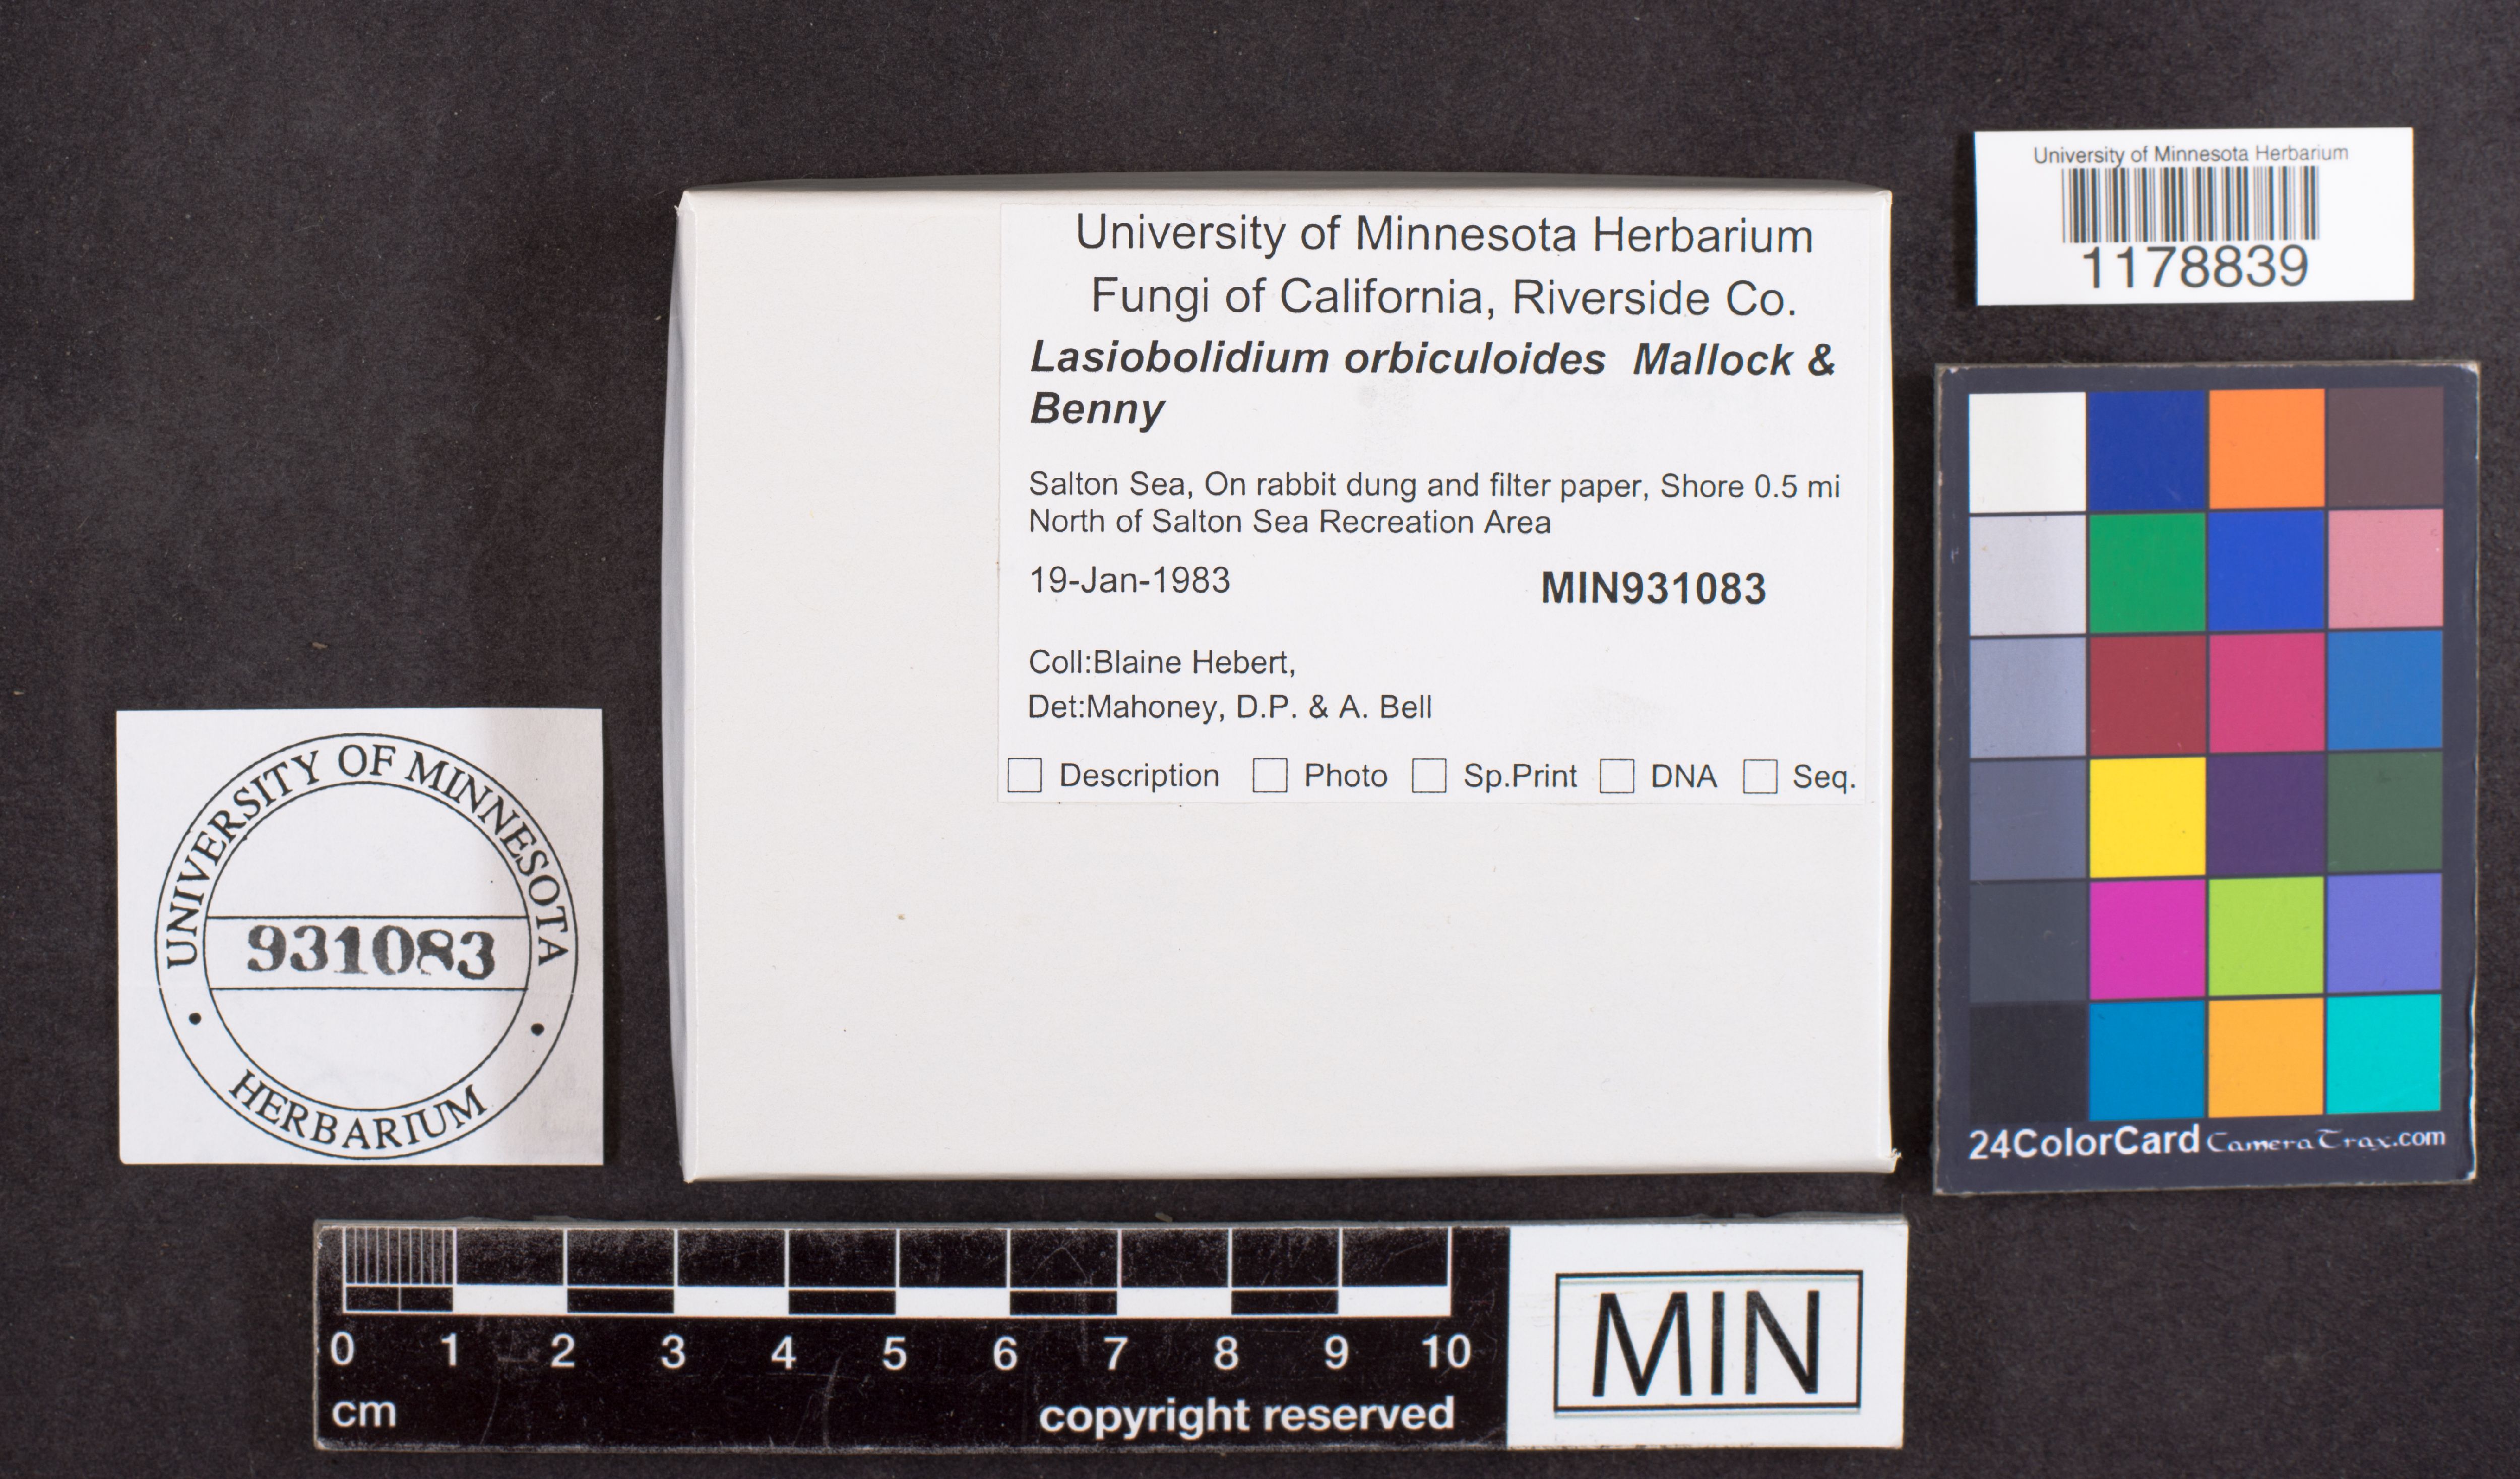 University of Minnesota Herbarium
Fungi of California, Riverside Co.
Lasiobolidium orbiculoides Mallock &
Benny
Salton Sea, On rabbit dung and filter paper, Shore 0.5 mi
North of Salton Sea Recreation Area
19-Jan-1983 MIN931083
Coll:Blaine Hebert,
Det:Mahoney, D.P. & A. Bell
Description Photo Sp.Print DNA Seq.
University of Minnesota Herbarium
1178839
24ColorCard CameraTrax.com
UNIVERSITY OF MINNESOTA
931083
HERBARIUM
0 1 2 3 4 5 6 7 8 9 10
cm
copyright reserved
MIN